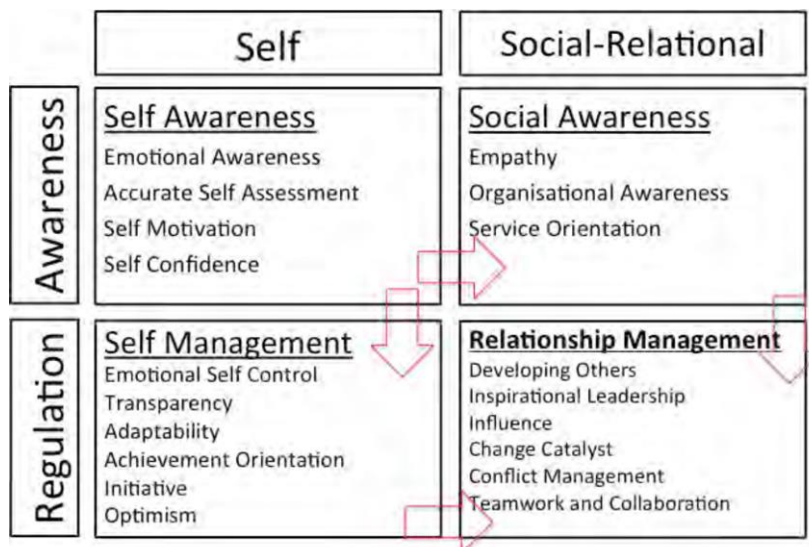 Self
Social-Relational
Awareness
Self Awareness
Emotional Awareness
Accurate Self Assessment
Self Motivation
Self Confidence
Social Awareness
Empathy
Organisational Awareness
Service Orientation
Regulation
Self Management
Emotional Self Control
Transparency
Adaptability
Achievement Orientation
Initiative
Optimism
Relationship Management
Developing Others
Inspirational Leadership
Influence
Change Catalyst
Conflict Management
Teamwork and Collaboration